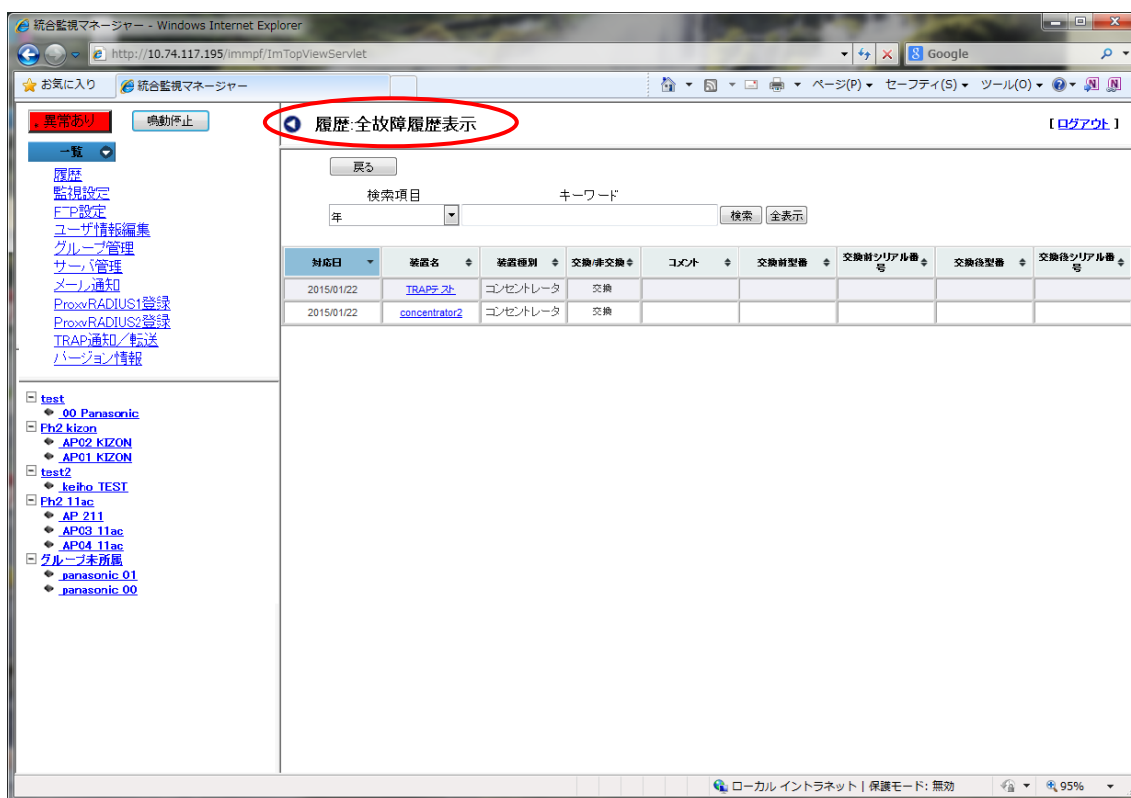 統合監視マネージャー - Windows Internet Explorer
http://10.74.117.195/immpf/ImTopViewServlet
Google
お気に入り
統合監視マネージャー
ページ(P)
セーフティ(S)
ツール(O)
異常あり
鳴動停止
履歴:全故障履歴表示
[ ログアウト ]
一覧
履歴
監視設定
FTP設定
ユーザ情報編集
グループ管理
サーバ管理
メール通知
ProxyRADIUS1登録
ProxyRADIUS2登録
TRAP通知/転送
バージョン情報
戻る
検索項目 キーワード
年
検索
全表示
対応日 装置名 装置種別 交換/非交換 コメント 交換前型番 交換前シリアル番号 交換後型番 交換後シリアル番号
2015/01/22 TRAPテスト コンセントレータ 交換
2015/01/22 concentrator2 コンセントレータ 交換
test
00 Panasonic
Ph2 kizon
AP02 KIZON
AP01 KIZON
test2
keiho TEST
Ph2 11ac
AP 211
AP03 11ac
AP04 11ac
グループ未所属
panasonic 01
panasonic 00
ローカル イントラネット | 保護モード: 無効
95%